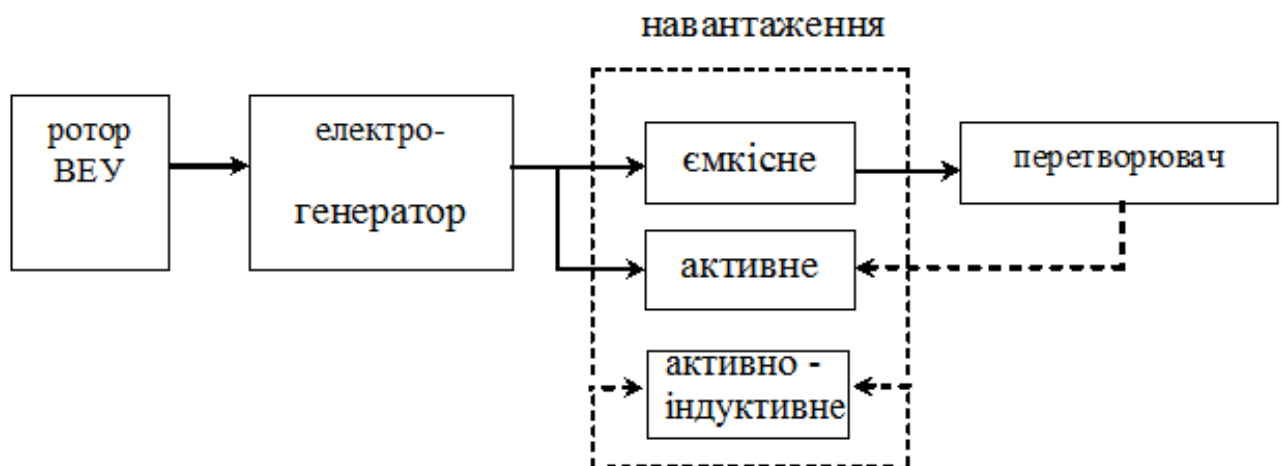 навантаження
ротор
ВЕУ
електро-
генератор
ємкісне
перетворювач
активне
активно -
індуктивне